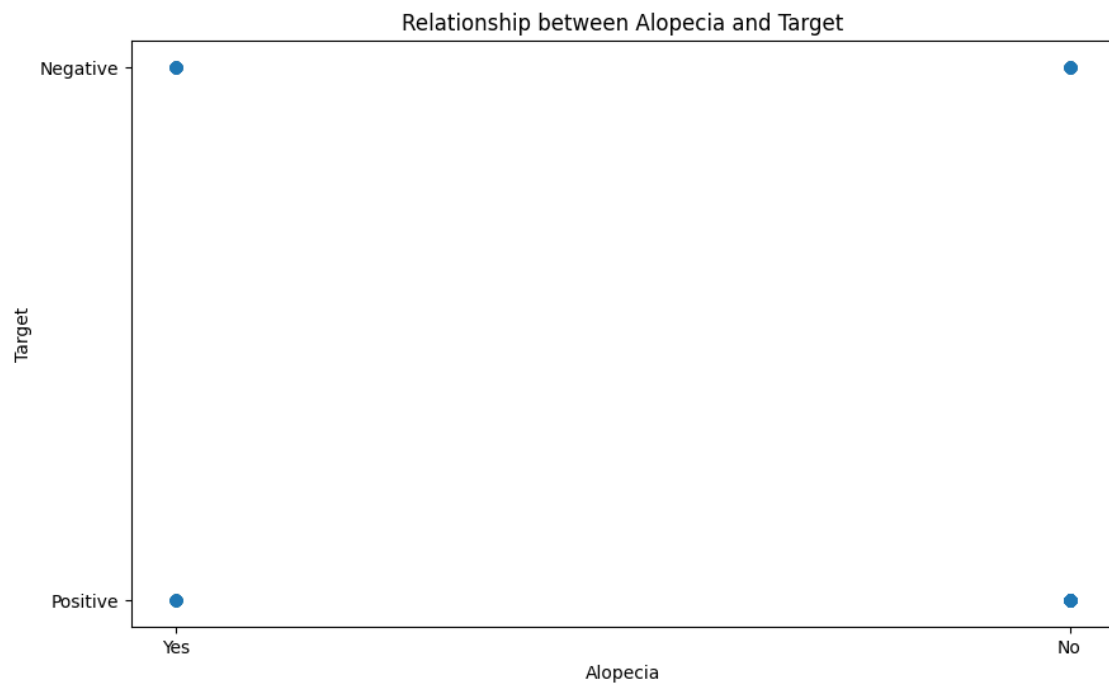 Relationship between Alopecia and Target
Negative
Target
Positive
Yes
No
Alopecia